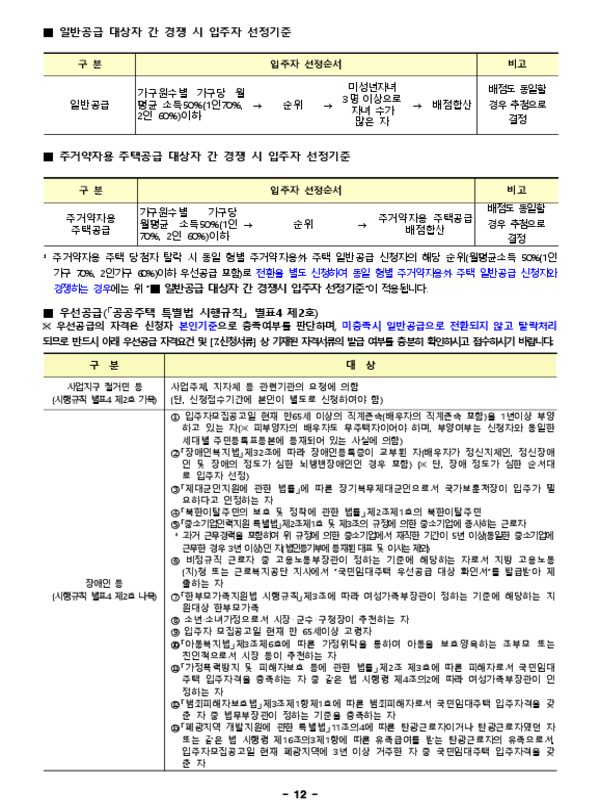 ■ 일반공급 대상자 간 경쟁 시 입주자 선정기준
구 분 입주자 선정순서 비고
일반공급
가구원수별 가구당 월
평균 소득50%(1인70%,
2인 60%)이하
→ 순위 →
미성년자녀
3명 이상으로
자녀 수가
많은 자
→ 배점합산
배점도 동일할
경우 추첨으로
결정
■ 주거약자용 주택공급 대상자 간 경쟁 시 입주자 선정기준
구 분 입주자 선정순서 비고
주거약자용
주택공급
가구원수별 가구당
월평균 소득50%(1인
70%, 2인 60%)이하
→ 순위 →
주거약자용 주택공급
배점합산
배점도 동일할
경우 추첨으로
결정
* 주거약자용 주택 당첨자 탈락 시 동일 형별 주거약자용外 주택 일반공급 신청자의 해당 순위(월평균소득 50%(1인
가구 70%, 2인가구 60%)이하 우선공급 포함)로 전환을 별도 신청하여 동일 형별 주거약자용外 주택 일반공급 신청자와
경쟁하는 경우에는 위 “■ 일반공급 대상자 간 경쟁시 입주자 선정기준”이 적용됩니다.
■ 우선공급(「공공주택 특별법 시행규칙」 별표4 제2호)
※ 우선공급의 자격은 신청자 본인기준으로 충족여부를 판단하며, 미충족시 일반공급으로 전환되지 않고 탈락처리
되므로 반드시 아래 우선공급 자격요건 및 [7.신청서류] 상 기재된 자격서류의 발급 여부를 충분히 확인하시고 접수하시기 바랍니다.
구 분 대 상
사업지구 철거민 등
(시행규칙 별표4 제2호 가목)
사업주체, 지자체 등 관련기관의 요청에 의함
(단, 신청접수기간에 본인이 별도로 신청하여야 함)
장애인 등
(시행규칙 별표4 제2호 나목)
① 입주자모집공고일 현재 만65세 이상의 직계존속(배우자의 직계존속 포함)을 1년이상 부양
하고 있는 자(※ 피부양자의 배우자도 무주택자이어야 하며, 부양여부는 신청자와 동일한
세대별 주민등록표등본에 등재되어 있는 사실에 의함)
②「장애인복지법」제32조에 따라 장애인등록증이 교부된 자(배우자가 정신지체인, 정신장애
인 및 장애의 정도가 심한 뇌병변장애인인 경우 포함) (※ 단, 장애 정도가 심한 순서대
로 입주자 선정)
③「제대군인지원에 관한 법률」에 따른 장기복무제대군인으로서 국가보훈처장이 입주가 필
요하다고 인정하는 자
④「북한이탈주민의 보호 및 정착에 관한 법률」제2조제1호의 북한이탈주민
⑤「중소기업인력지원 특별법」제2조제1호 및 제3조의 규정에 의한 중소기업에 종사하는 근로자
* 과거 근무경력을 포함하여 위 규정에 의한 중소기업에서 재직한 기간이 5년 이상(동일한 중소기업에
근무한 경우 3년 이상)인 자(법인등기부에 등재된 대표 및 이사는 제외)
⑥ 비정규직 근로자 중 고용노동부장관이 정하는 기준에 해당하는 자로서 지방 고용노동
(지)청 또는 근로복지공단 지사에서 “국민임대주택 우선공급 대상 확인서”를 발급받아 제
출하는 자
⑦「한부모가족지원법 시행규칙」제3조에 따라 여성가족부장관이 정하는 기준에 해당하는 지
원대상 한부모가족
⑧ 소년·소녀가정으로서 시장·군수·구청장이 추천하는 자
⑨ 입주자 모집공고일 현재 만 65세이상 고령자
⑩「아동복지법」제3조제6호에 따른 가정위탁을 통하여 아동을 보호양육하는 조부모 또는
친인척으로서 시장 등이 추천하는 자
⑪「가정폭력방지 및 피해자보호 등에 관한 법률」제2조 제3호에 따른 피해자로서 국민임대
주택 입주자격을 충족하는 자 중 같은 법 시행령 제4조의2에 따라 여성가족부장관이 인
정하는 자
⑫「범죄피해자보호법」제3조제1항제1호에 따른 범죄피해자로서 국민임대주택 입주자격을 갖
춘 자 중 법무부장관이 정하는 기준을 충족하는 자
⑬「폐광지역 개발지원에 관한 특별법」11조의4에 따른 탄광근로자이거나 탄광근로자였던 자
또는 같은 법 시행령 제16조의3제1항에 따른 유족급여를 받는 탄광근로자의 유족으로서,
입주자모집공고일 현재 폐광지역에 3년 이상 거주한 자 중 국민임대주택 입주자격을 갖
춘 자
- 12 -